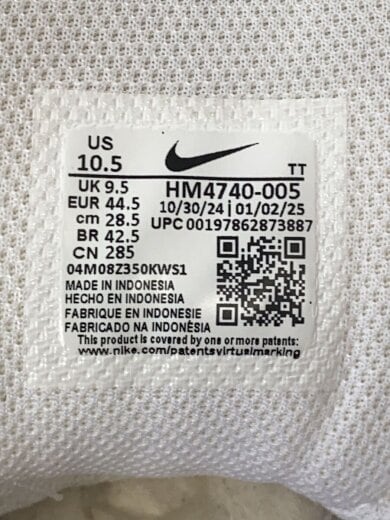 US
10.5
TT
UK 9.5
EUR 44.5
cm 28.5
BR 42.5
CN 285
HM4740-005
10/30/24 | 01/02/25
UPC 00197862873887
04M08Z350KWS1
MADE IN INDONESIA
HECHO EN INDONESIA
FABRIQUE EN INDONESIE
FABRICADO NA INDONÉSIA
This product is covered by one or more patents:
www.nike.com/patentsvirtualmarking